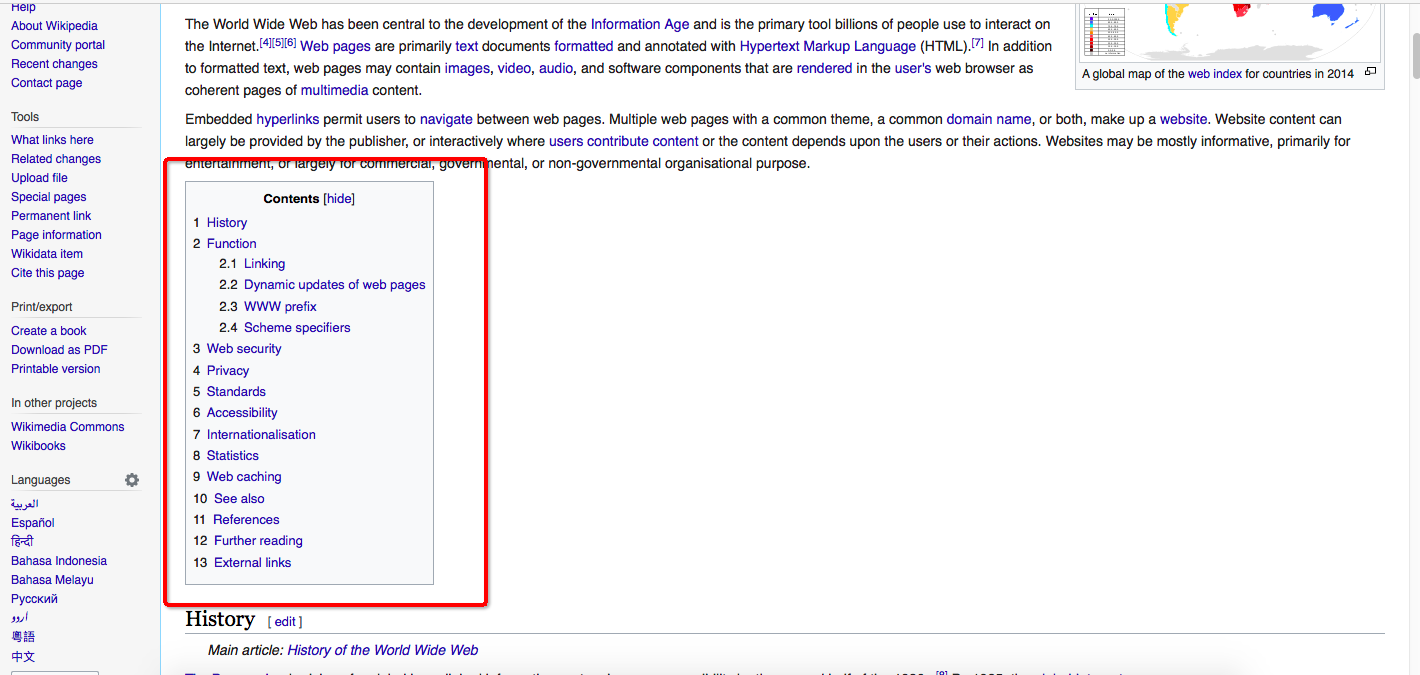 Help
About Wikipedia
Community portal
Recent changes
Contact page
Tools
What links here
Related changes
Upload file
Special pages
Permanent link
Page information
Wikidata item
Cite this page
Print/export
Create a book
Download as PDF
Printable version
In other projects
Wikimedia Commons
Wikibooks
Languages
العربية
Español
हिन्दी
Bahasa Indonesia
Bahasa Melayu
Русский
اردو
粵語
中文
The World Wide Web has been central to the development of the Information Age and is the primary tool billions of people use to interact on
the Internet.[4][5][6] Web pages are primarily text documents formatted and annotated with Hypertext Markup Language (HTML).[7] In addition
to formatted text, web pages may contain images, video, audio, and software components that are rendered in the user's web browser as
coherent pages of multimedia content.
A global map of the web index for countries in 2014
Embedded hyperlinks permit users to navigate between web pages. Multiple web pages with a common theme, a common domain name, or both, make up a website. Website content can
largely be provided by the publisher, or interactively where users contribute content or the content depends upon the users or their actions. Websites may be mostly informative, primarily for
entertainment, or largely for commercial, governmental, or non-governmental organisational purpose.
Contents [hide]
1 History
2 Function
2.1 Linking
2.2 Dynamic updates of web pages
2.3 WWW prefix
2.4 Scheme specifiers
3 Web security
4 Privacy
5 Standards
6 Accessibility
7 Internationalisation
8 Statistics
9 Web caching
10 See also
11 References
12 Further reading
13 External links
History [ edit ]
Main article: History of the World Wide Web